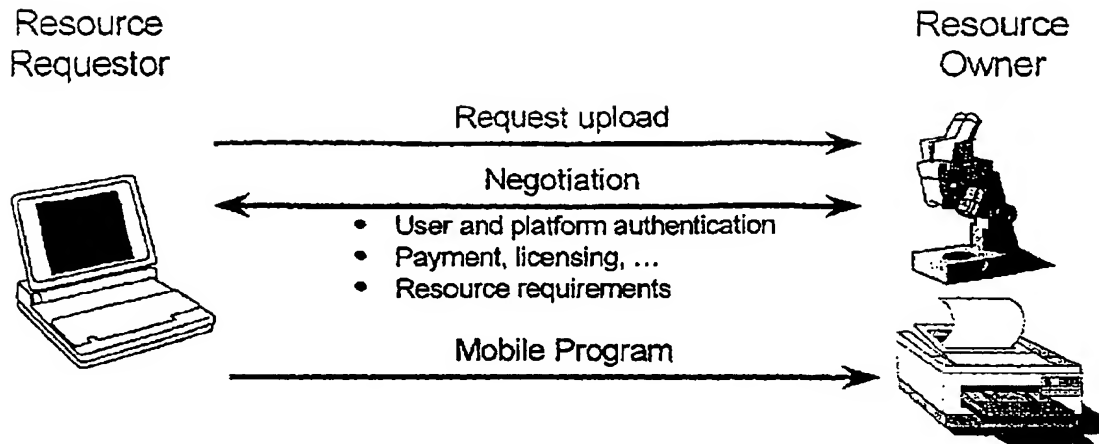 Resource
Requestor
Resource
Owner
Request upload
Negotiation
• User and platform authentication
• Payment, licensing, ...
• Resource requirements
Mobile Program